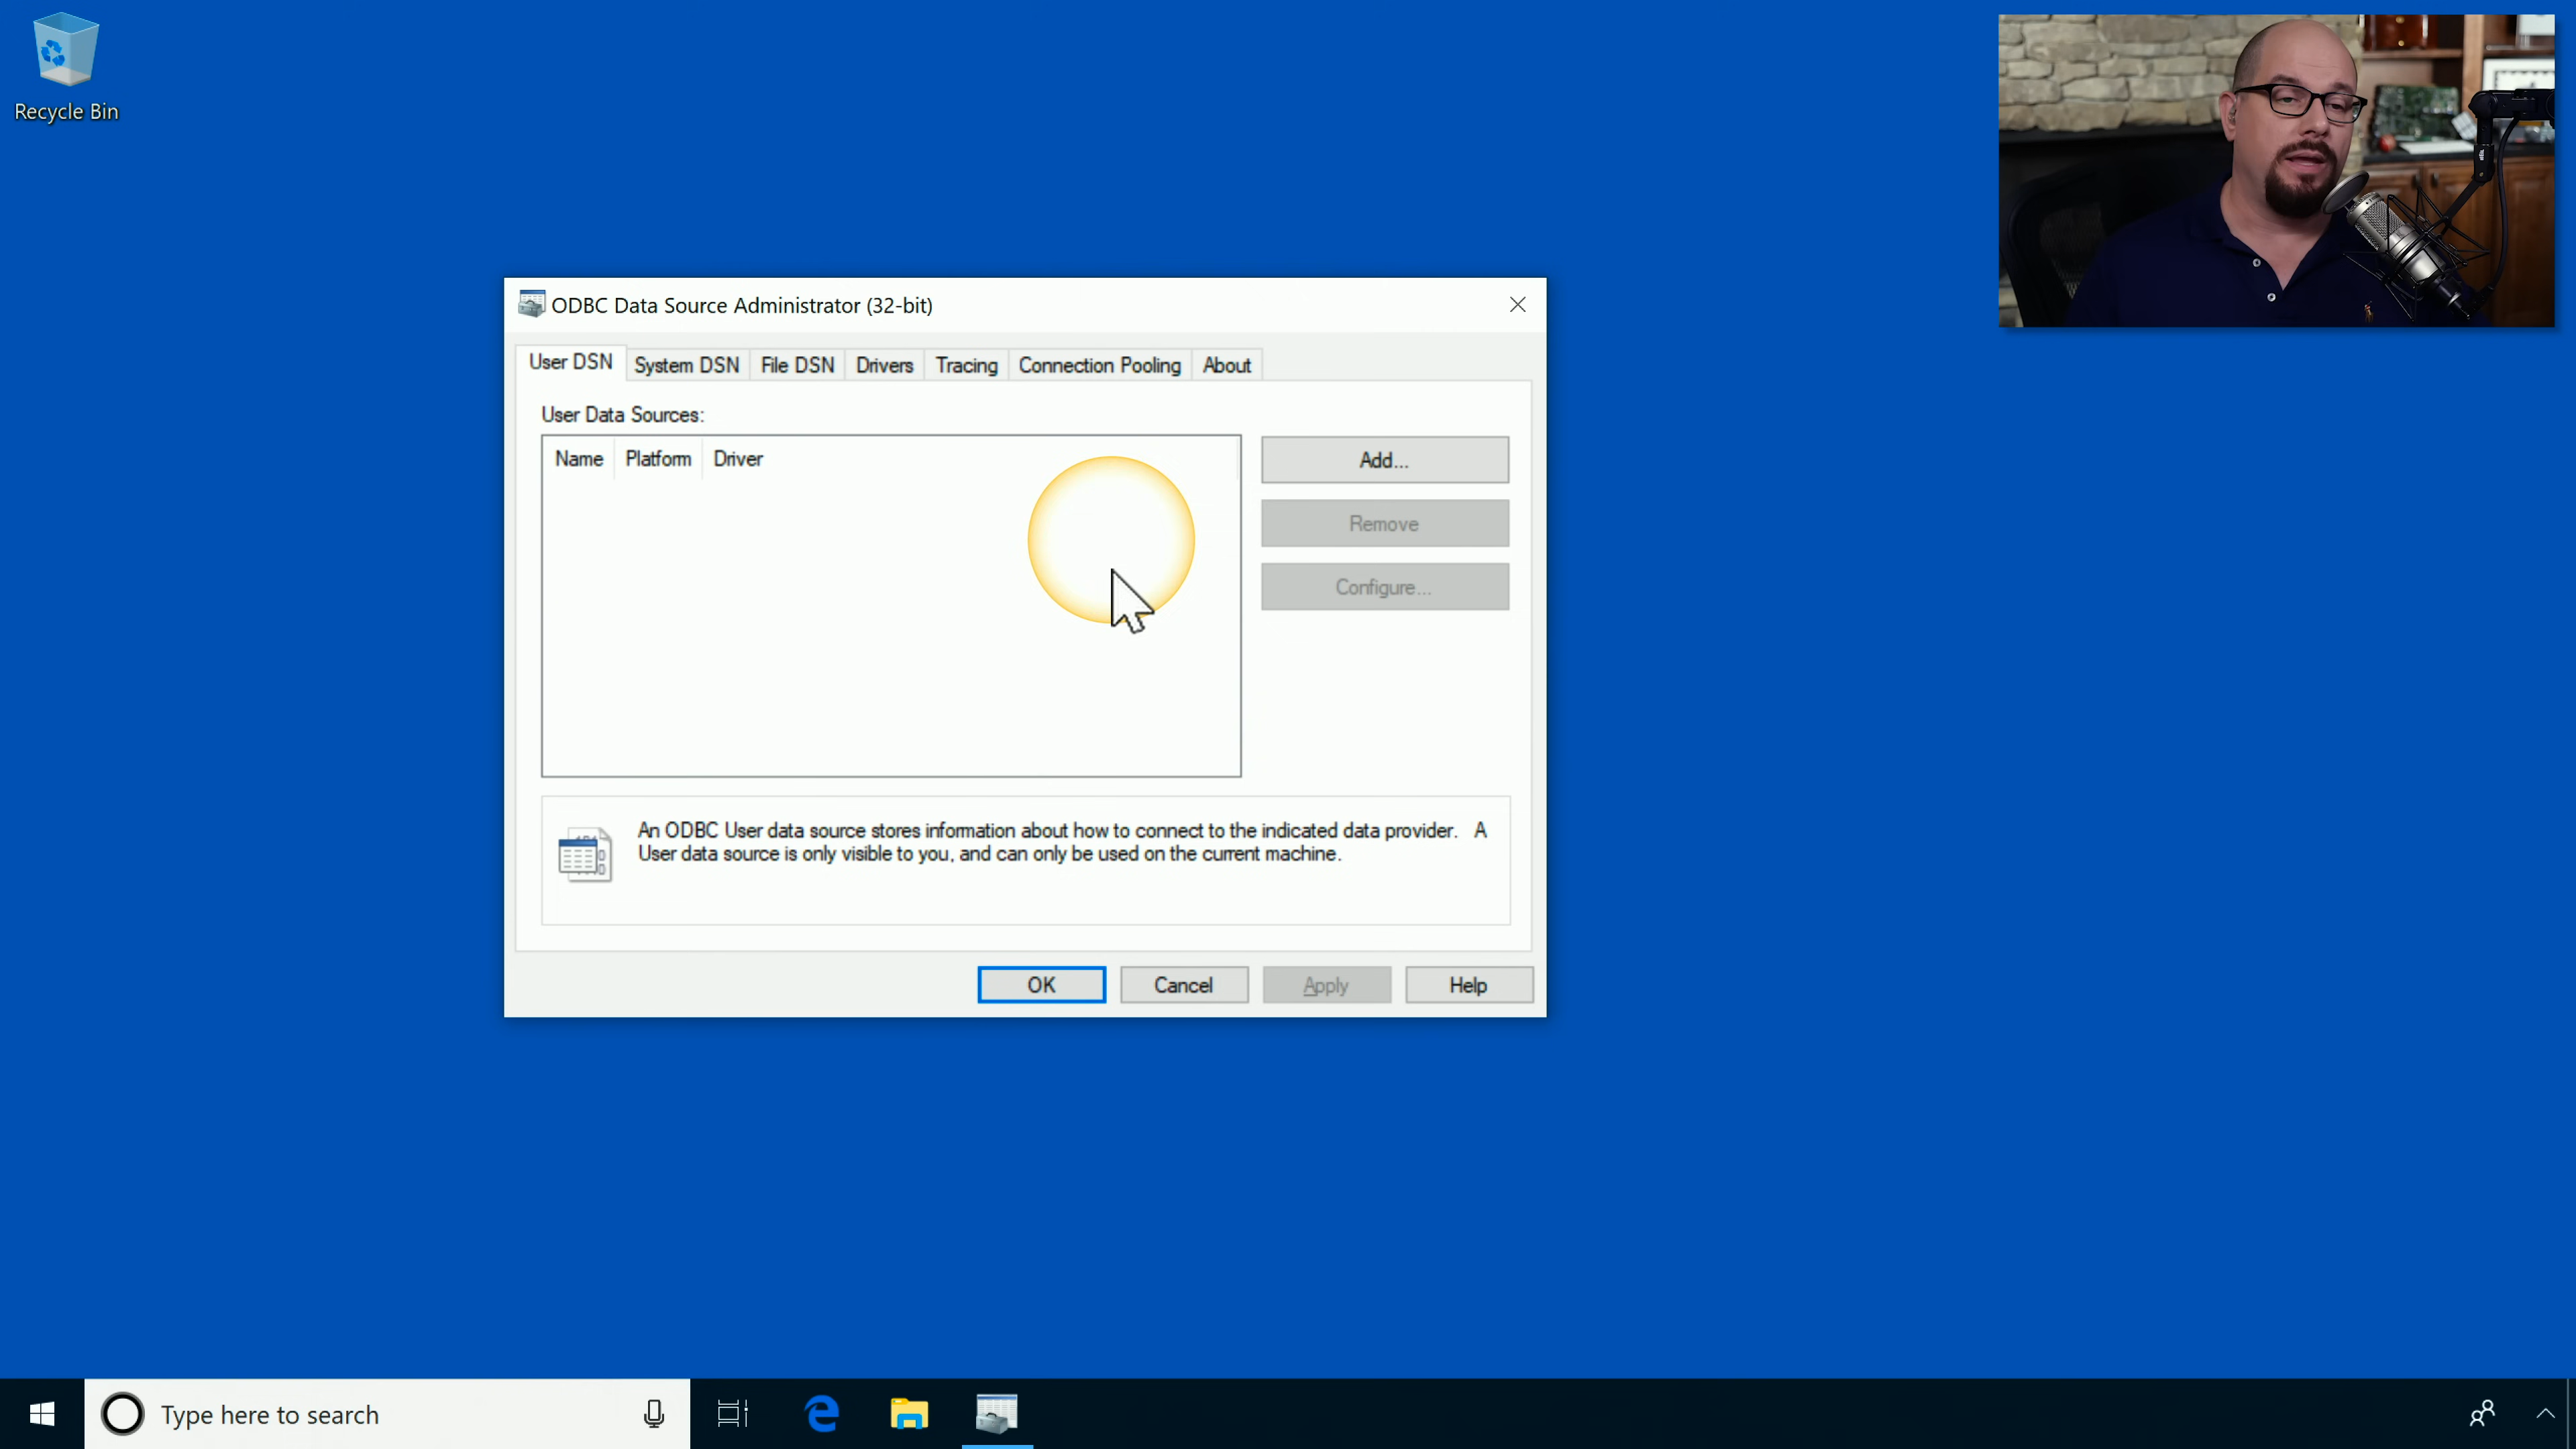 Recycle Bin
ODBC Data Source Administrator (32-bit)
User DSN System DSN File DSN Drivers Tracing Connection Pooling About
User Data Sources:
Name Platform Driver
Add...
Remove
Configure...
An ODBC User data source stores information about how to connect to the indicated data provider. A
User data source is only visible to you, and can only be used on the current machine.
OK Cancel Apply Help
Type here to search